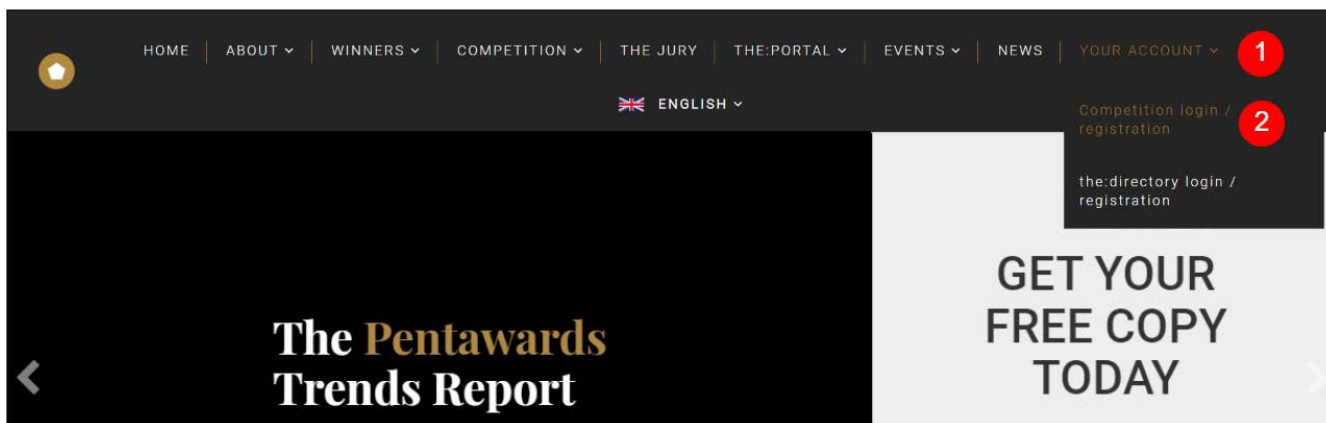 HOME ABOUT WINNERS COMPETITION THE JURY THE:PORTAL EVENTS NEWS YOUR ACCOUNT 1
ENGLISH
Competition login /
registration
2
the:directory login /
registration
The Pentawards
Trends Report
GET YOUR
FREE COPY
TODAY